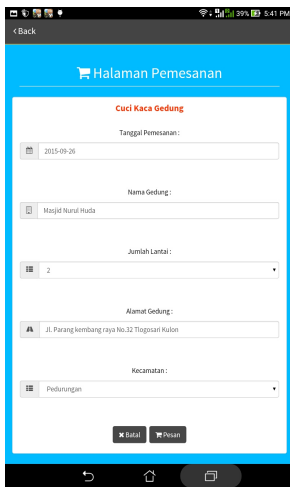 39% 5:41 PM
<Back
Halaman Pemesanan
Cuci Kaca Gedung
Tanggal Pemesanan :
2015-09-26
Nama Gedung :
Masjid Nurul Huda
Jumlah Lantai :
2
Alamat Gedung :
Jl. Parang kembang raya No.32 Tlogosari Kulon
Kecamatan :
Pedurungan
Batal Pesan